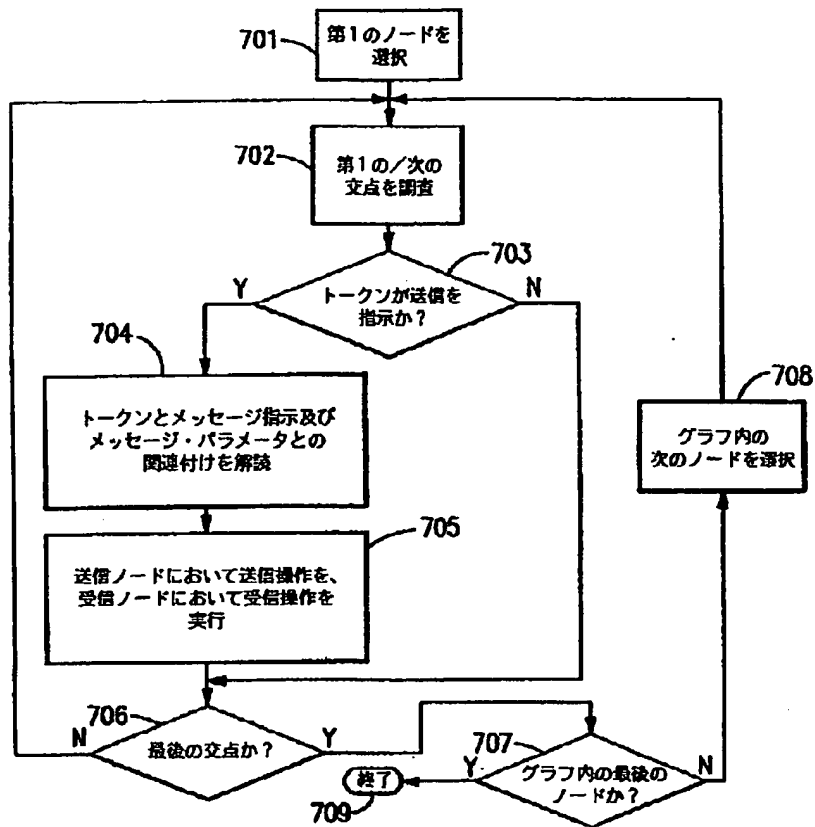 701
第1のノードを
選択
702
第1の／次の
交点を調査
703
Y
トークンが送信を
指示か？
N
704
トークンとメッセージ指示及び
メッセージ・パラメータとの
関連付けを解読
708
グラフ内の
次のノードを選択
705
送信ノードにおいて送信操作を、
受信ノードにおいて受信操作を
実行
706
N
最後の交点か？
Y
707
Y
グラフ内の最後の
ノードか？
N
終了
709